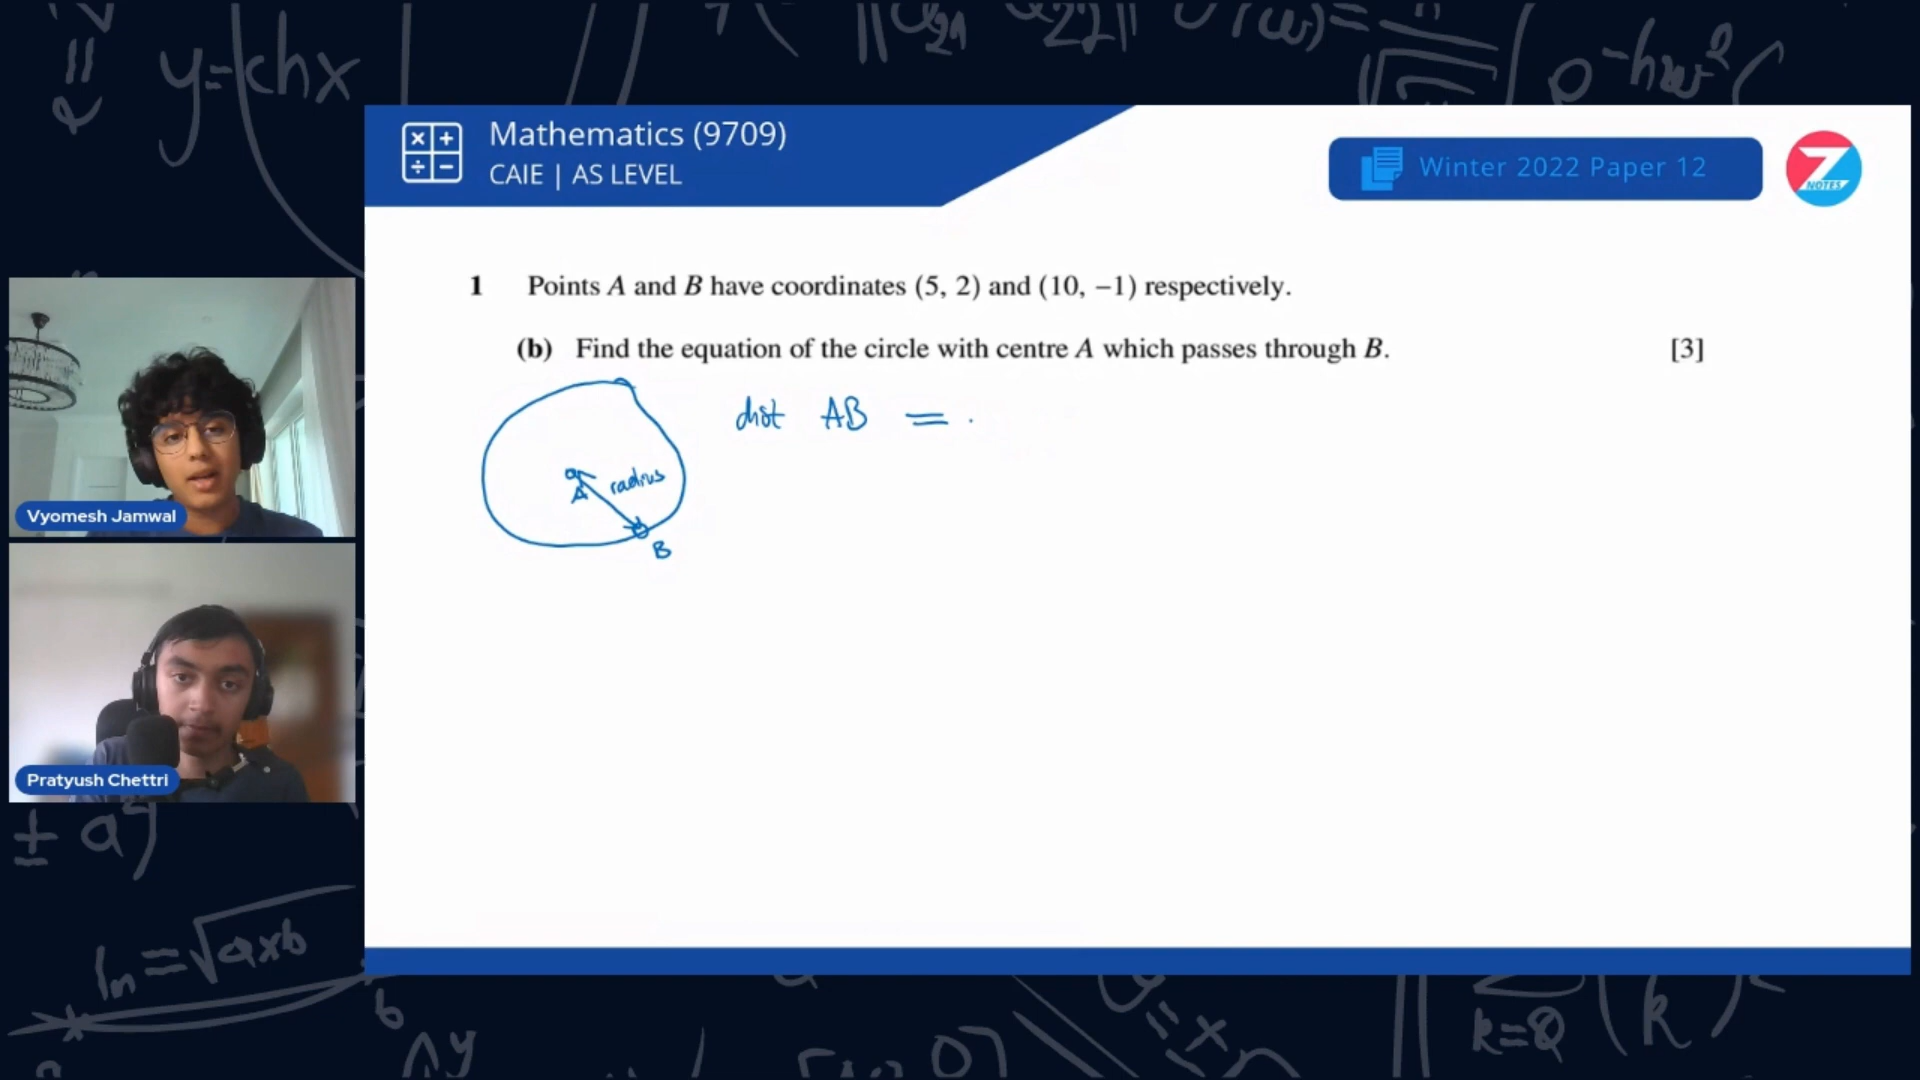 y=chx
Mathematics (9709)
CAIE | AS LEVEL
Winter 2022 Paper 12
Z
NOTES
1 Points A and B have coordinates (5, 2) and (10, −1) respectively.
(b) Find the equation of the circle with centre A which passes through B. [3]
dist AB = .
A radius
B
Vyomesh Jamwal
Pratyush Chettri
± a
ln=√axb
b
k=Q (k)